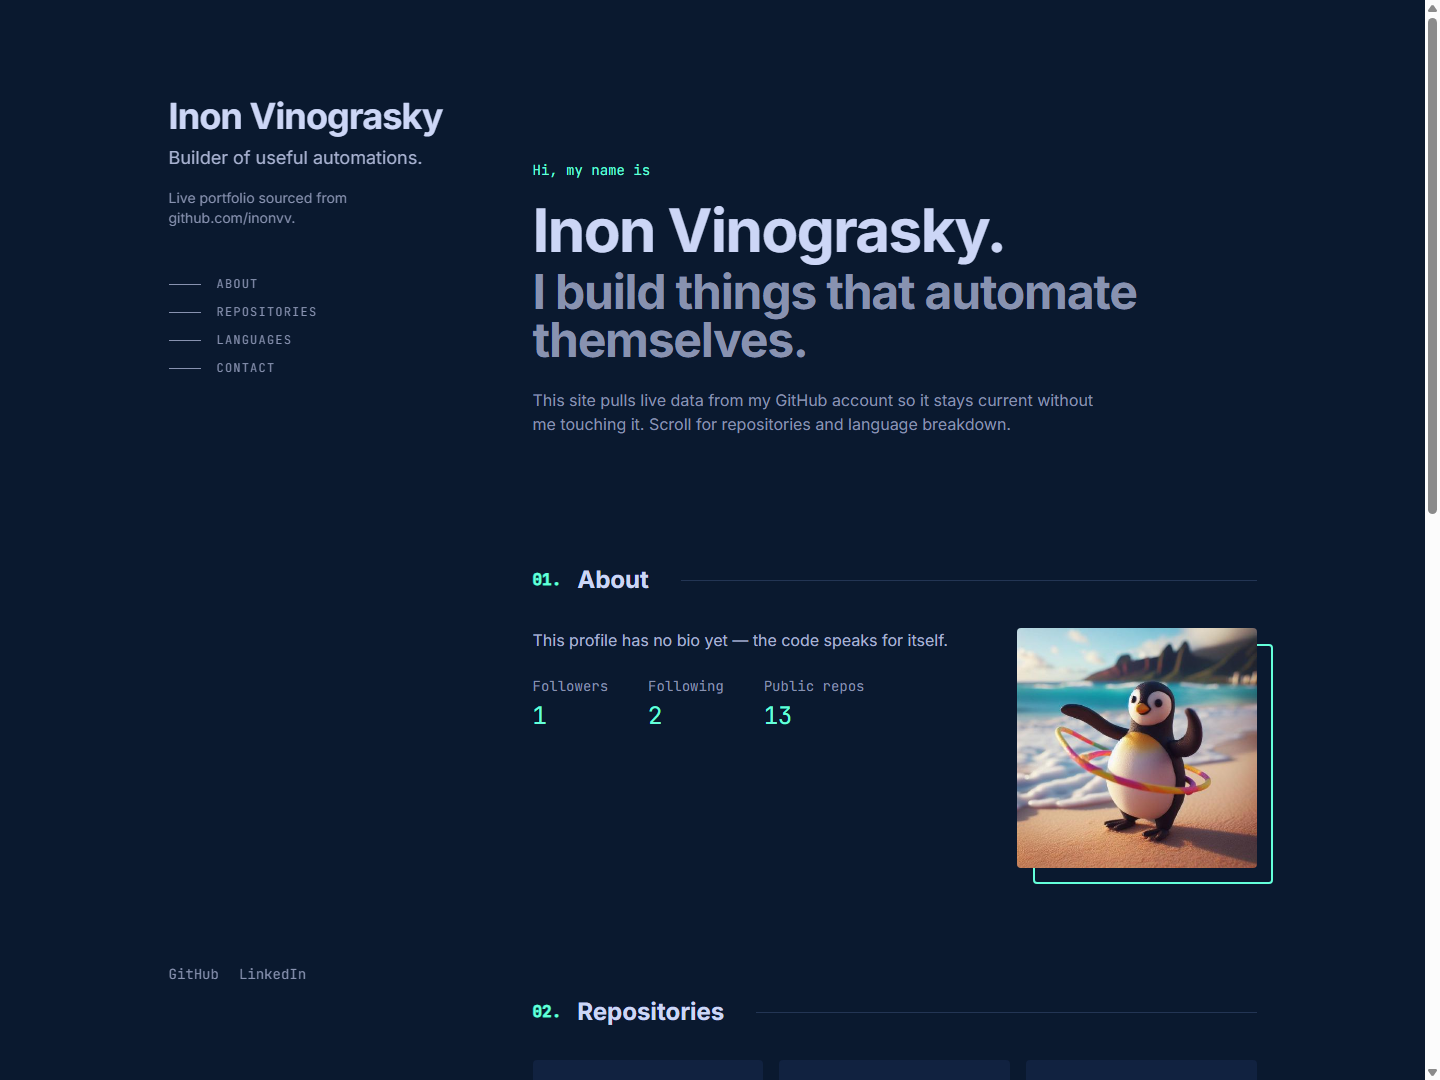 Inon Vinograsky
Builder of useful automations.
Live portfolio sourced from
github.com/inonvv.
ABOUT
REPOSITORIES
LANGUAGES
CONTACT
GitHub LinkedIn
Hi, my name is
Inon Vinograsky.
I build things that automate
themselves.
This site pulls live data from my GitHub account so it stays current without
me touching it. Scroll for repositories and language breakdown.
01. About
This profile has no bio yet — the code speaks for itself.
Followers Following Public repos
1 2 13
02. Repositories